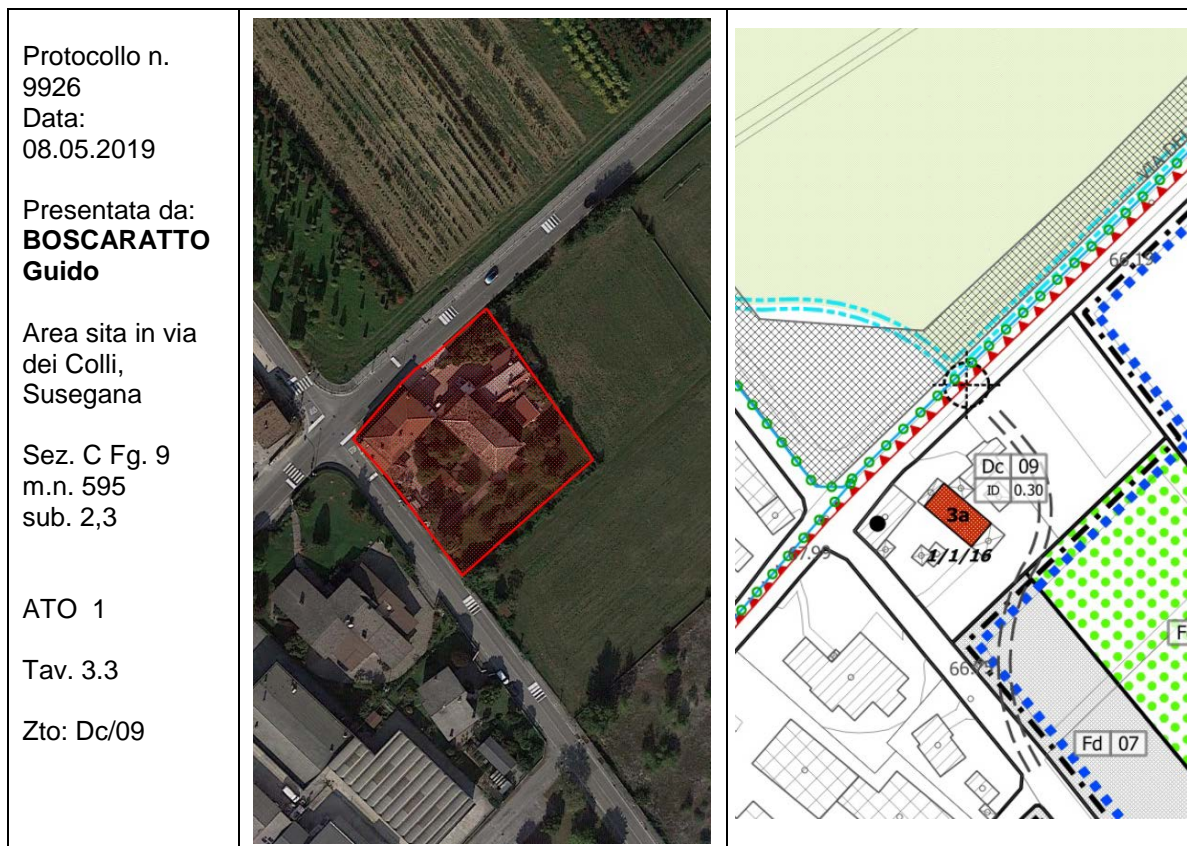 Protocollo n.
9926
Data:
08.05.2019
Presentata da:
BOSCARATTO
Guido
Area sita in via
dei Colli,
Susegana
Sez. C Fg. 9
m.n. 595
sub. 2,3
ATO 1
Tav. 3.3
Zto: Dc/09
66.19
Dc 09
ID 0.30
3a
1/1/16
67.99
F
Fd 07